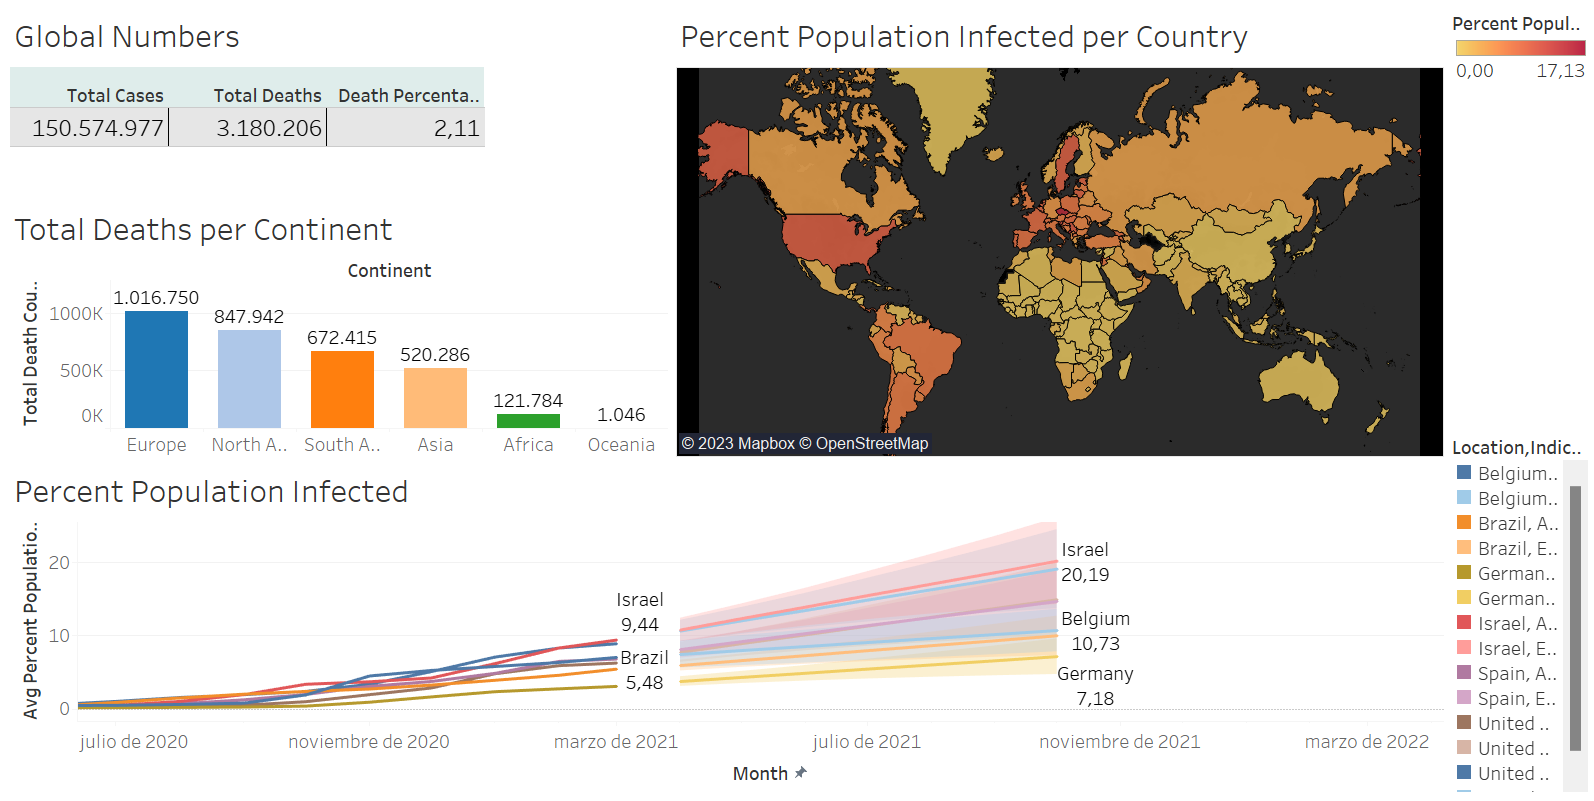 Global Numbers
Total Cases Total Deaths Death Percenta..
150.574.977 3.180.206 2,11
Total Deaths per Continent
Continent
Total Death Cou..
1000K
500K
0K
1.016.750
847.942
672.415
520.286
121.784
1.046
Europe North A.. South A.. Asia Africa Oceania
Percent Population Infected per Country
© 2023 Mapbox © OpenStreetMap
Percent Popul..
0,00 17,13
Percent Population Infected
Avg Percent Populatio..
20
10
0
Israel
9,44
Brazil
5,48
Israel
20,19
Belgium
10,73
Germany
7,18
julio de 2020 noviembre de 2020 marzo de 2021 julio de 2021 noviembre de 2021 marzo de 2022
Month
Location,Indic..
Belgium..
Belgium..
Brazil, A..
Brazil, E..
German..
German..
Israel, A..
Israel, E..
Spain, A..
Spain, E..
United ..
United ..
United ..